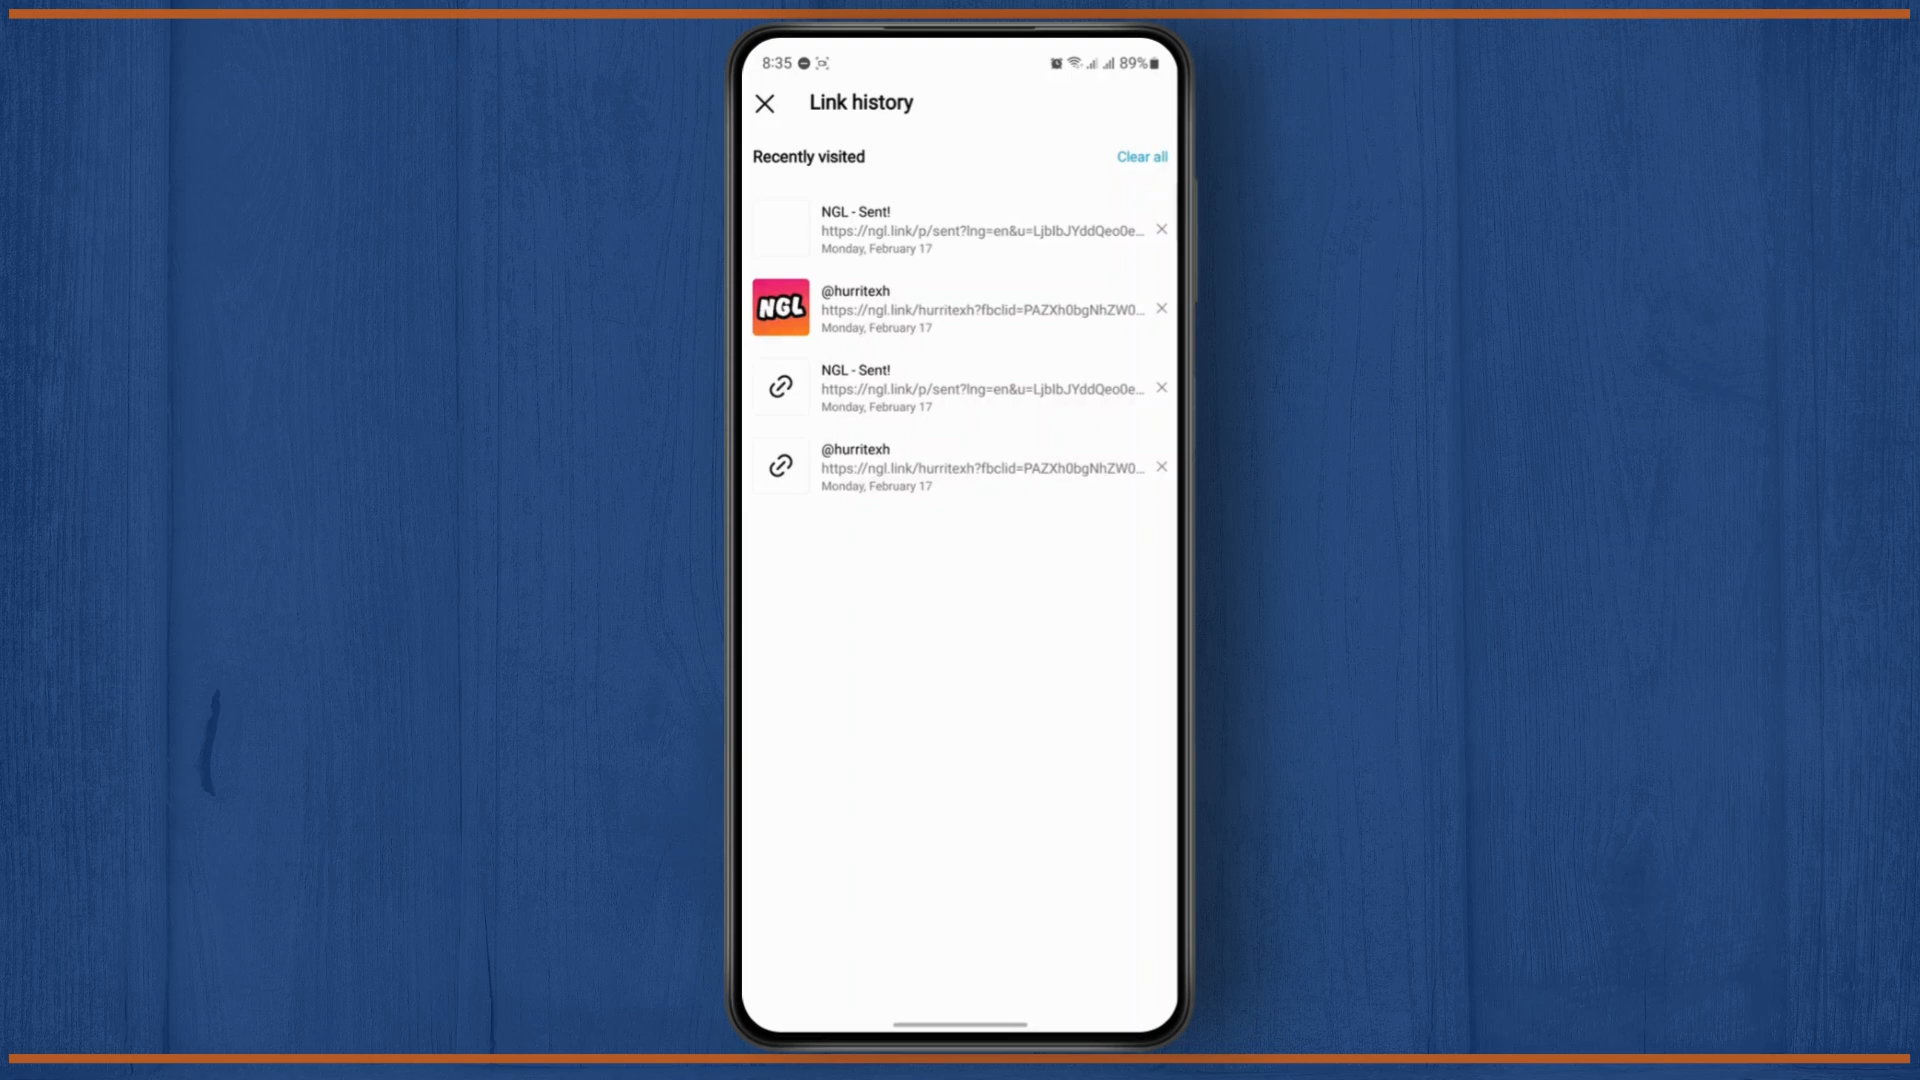 8:35
89%
Link history
Recently visited
Clear all
NGL - Sent!
https://ngl.link/p/sent?lng=en&u=LjbIbJYddQeo0e...
Monday, February 17
NGL
@hurritexh
https://ngl.link/hurritexh?fbclid=PAZXh0bgNhZW0...
Monday, February 17
NGL - Sent!
https://ngl.link/p/sent?lng=en&u=LjbIbJYddQeo0e...
Monday, February 17
@hurritexh
https://ngl.link/hurritexh?fbclid=PAZXh0bgNhZW0...
Monday, February 17